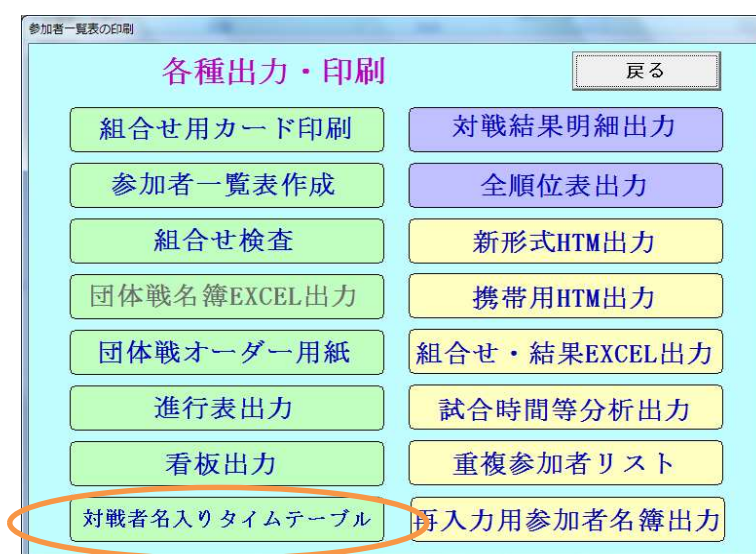 参加者一覧表の印刷
各種出力・印刷
戻る
組合せ用カード印刷
対戦結果明細出力
参加者一覧表作成
全順位表出力
組合せ検査
新形式HTM出力
団体戦名簿EXCEL出力
携帯用HTM出力
団体戦オーダー用紙
組合せ・結果EXCEL出力
進行表出力
試合時間等分析出力
看板出力
重複参加者リスト
対戦者名入りタイムテーブル
再入力用参加者名簿出力